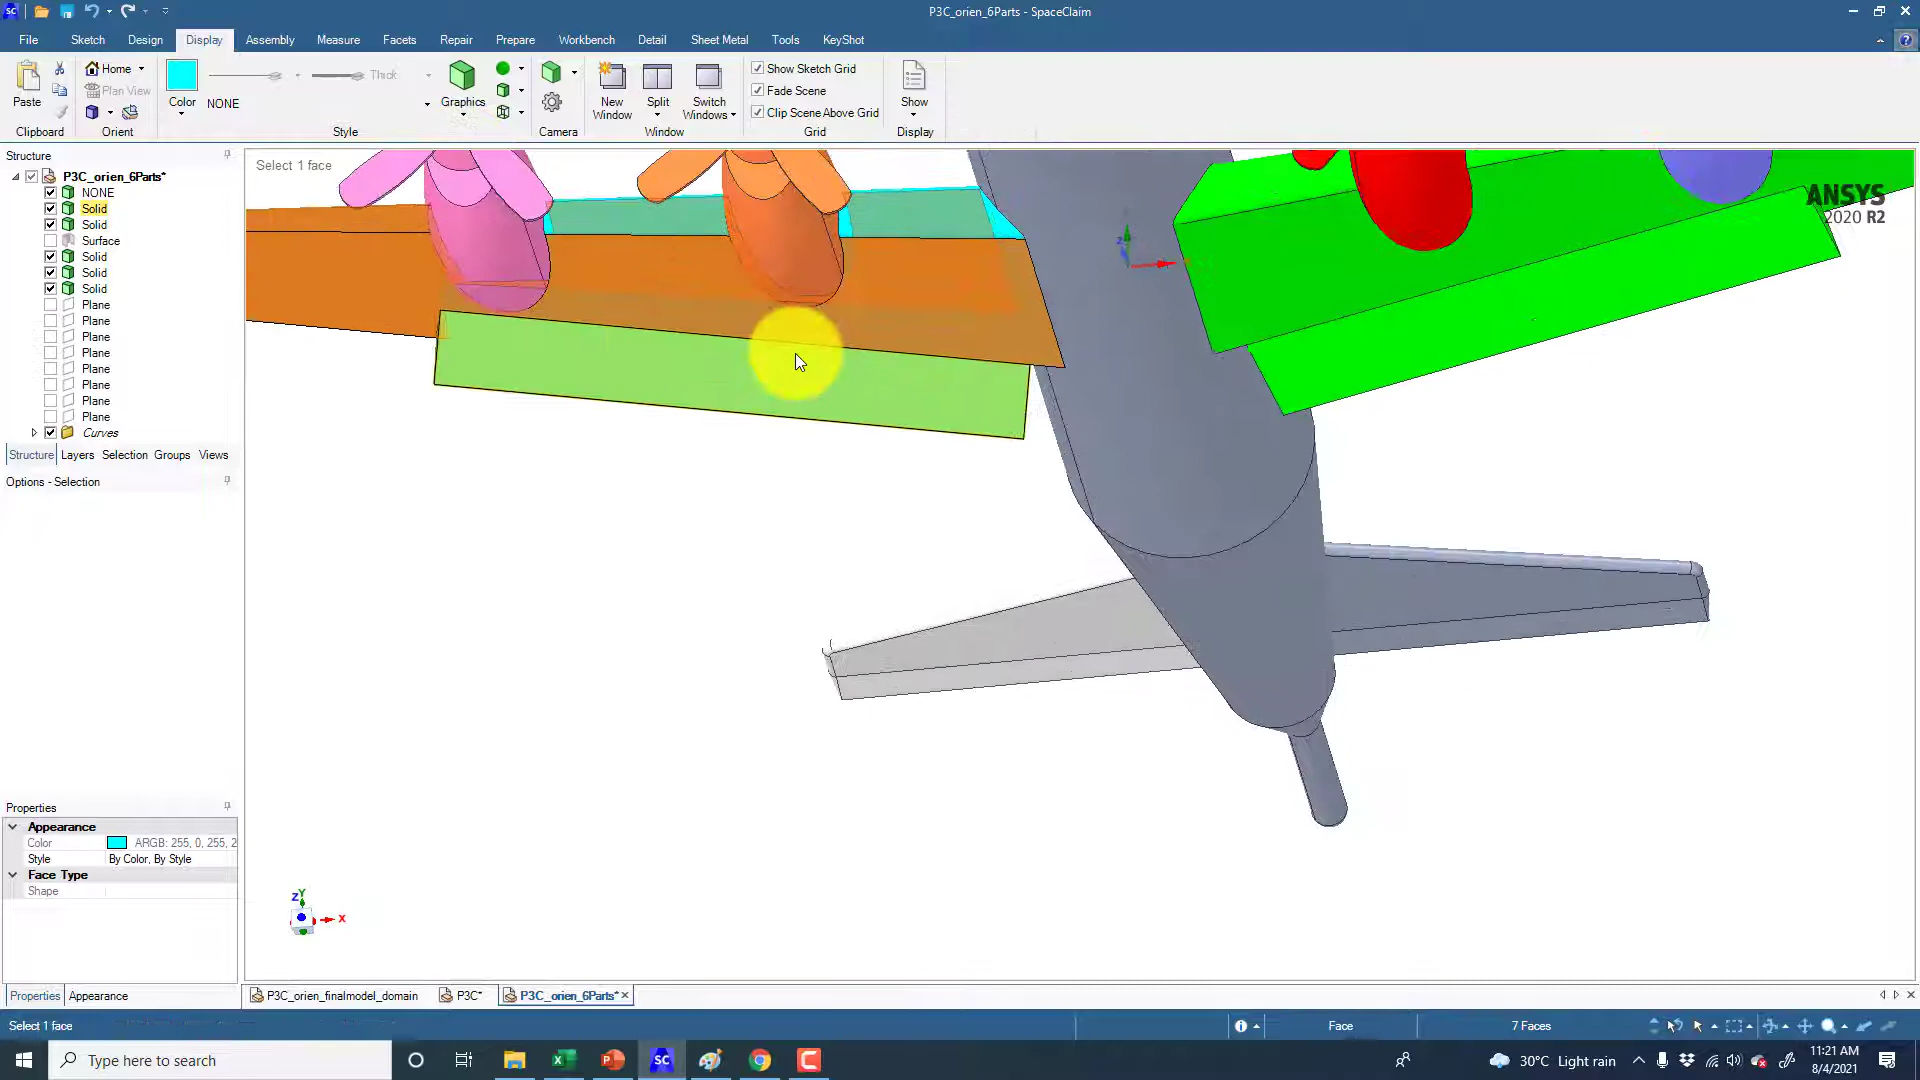 P3C_orien_6Parts - SpaceClaim
File Sketch Design Display Assembly Measure Facets Repair Prepare Workbench Detail Sheet Metal Tools KeyShot
Paste
Clipboard
Home
Plan View
Orient
Color
NONE
Thick
Style
Graphics
Camera
New Window
Split
Switch Windows
Window
Show Sketch Grid
Fade Scene
Clip Scene Above Grid
Grid
Show
Display
Structure
P3C_orien_6Parts*
NONE
Solid
Solid
Surface
Solid
Solid
Solid
Plane
Plane
Plane
Plane
Plane
Plane
Plane
Plane
Curves
Structure Layers Selection Groups Views
Options - Selection
Properties
Appearance
Color ARGB: 255, 0, 255, 2
Style By Color, By Style
Face Type
Shape
Properties Appearance
Select 1 face
ANSYS
2020 R2
Z
Z Y
X
P3C_orien_finalmodel_domain P3C* P3C_orien_6Parts*
Select 1 face
Face
7 Faces
Type here to search
30°C Light rain
11:21 AM
8/4/2021